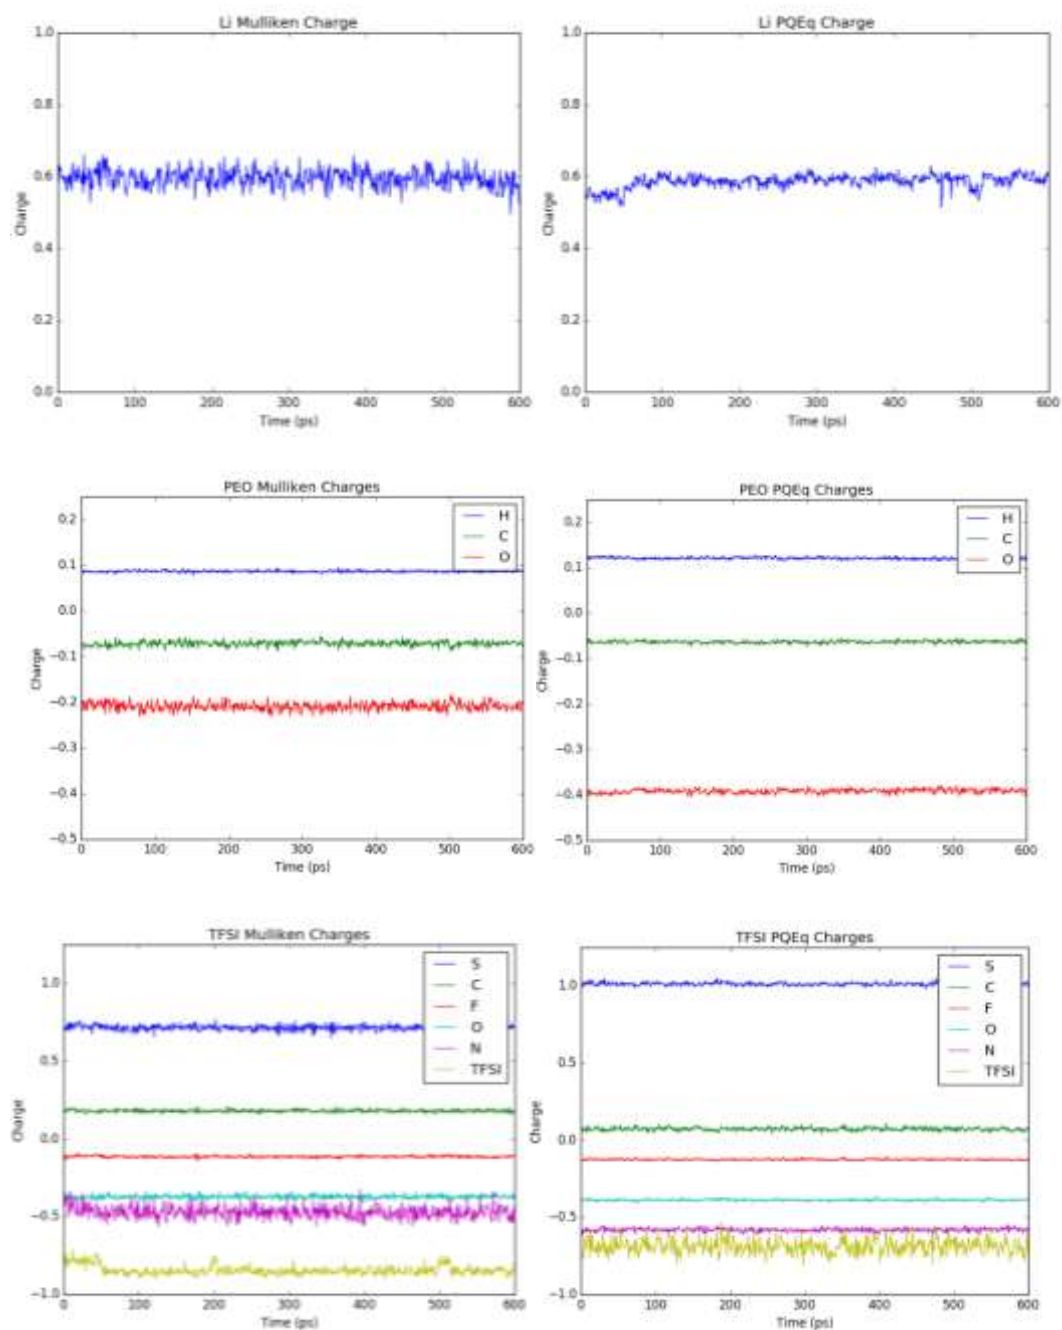 Li Mulliken Charge
1.0
0.8
0.6
0.4
0.2
0.0
Charge
0 100 200 300 400 500 600
Time (ps)
Li PQEq Charge
1.0
0.8
0.6
0.4
0.2
0.0
Charge
0 100 200 300 400 500 600
Time (ps)
PEO Mulliken Charges
0.2
0.1
0.0
−0.1
−0.2
−0.3
−0.4
−0.5
Charge
H
C
O
0 100 200 300 400 500 600
Time (ps)
PEO PQEq Charges
0.2
0.1
0.0
−0.1
−0.2
−0.3
−0.4
−0.5
Charge
H
C
O
0 100 200 300 400 500 600
Time (ps)
TFSI Mulliken Charges
1.0
0.5
0.0
−0.5
−1.0
Charge
S
C
F
O
N
TFSI
0 100 200 300 400 500 600
Time (ps)
TFSI PQEq Charges
1.0
0.5
0.0
−0.5
−1.0
Charge
S
C
F
O
N
TFSI
0 100 200 300 400 500 600
Time (ps)